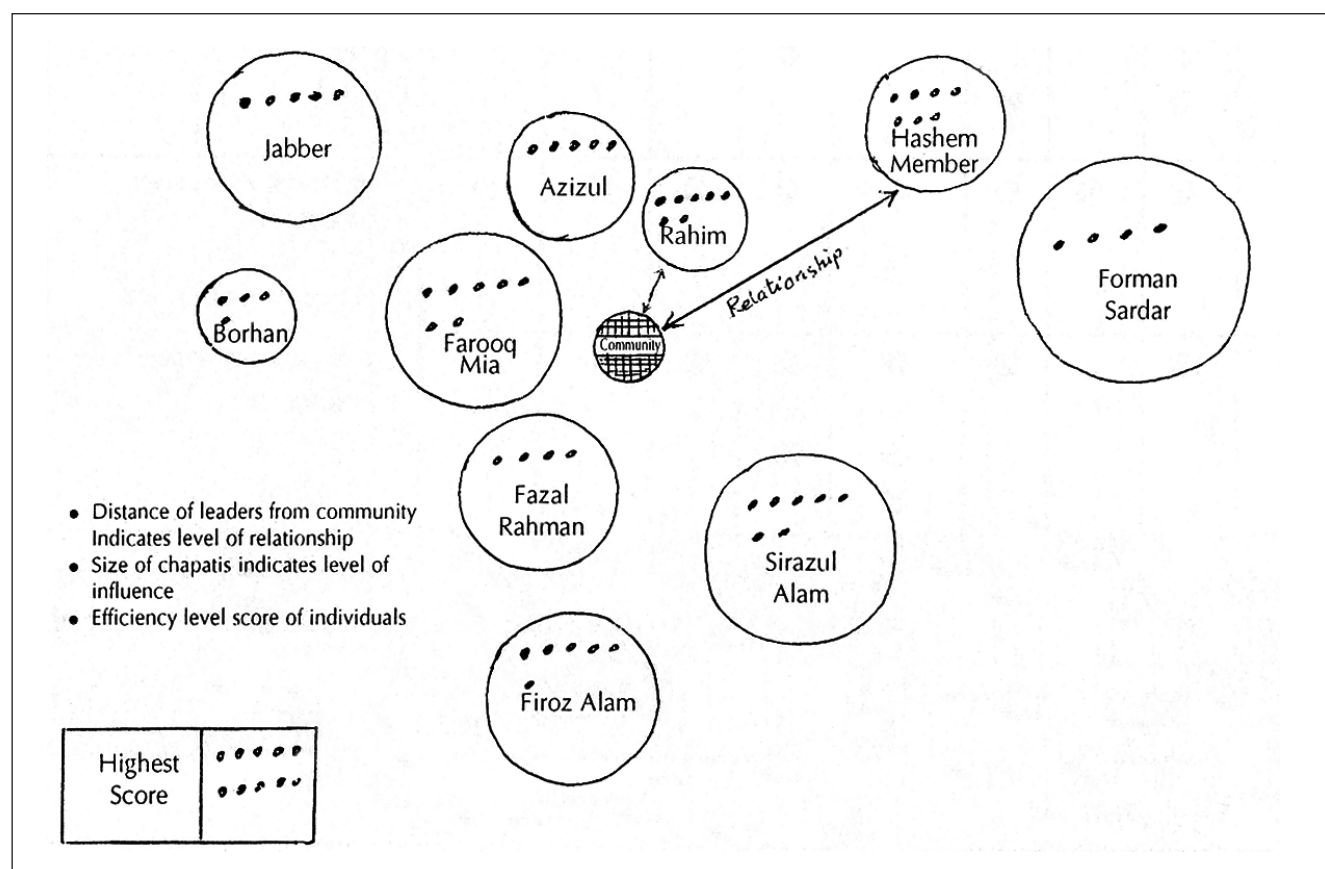 Jabber
Azizul
Rahim
Hashem
Member
Forman
Sardar
Borhan
Farooq
Mia
Community
Relationship
Fazal
Rahman
Sirazul
Alam
Firoz Alam
• Distance of leaders from community
Indicates level of relationship
• Size of chapatis indicates level of
influence
• Efficiency level score of individuals
Highest
Score